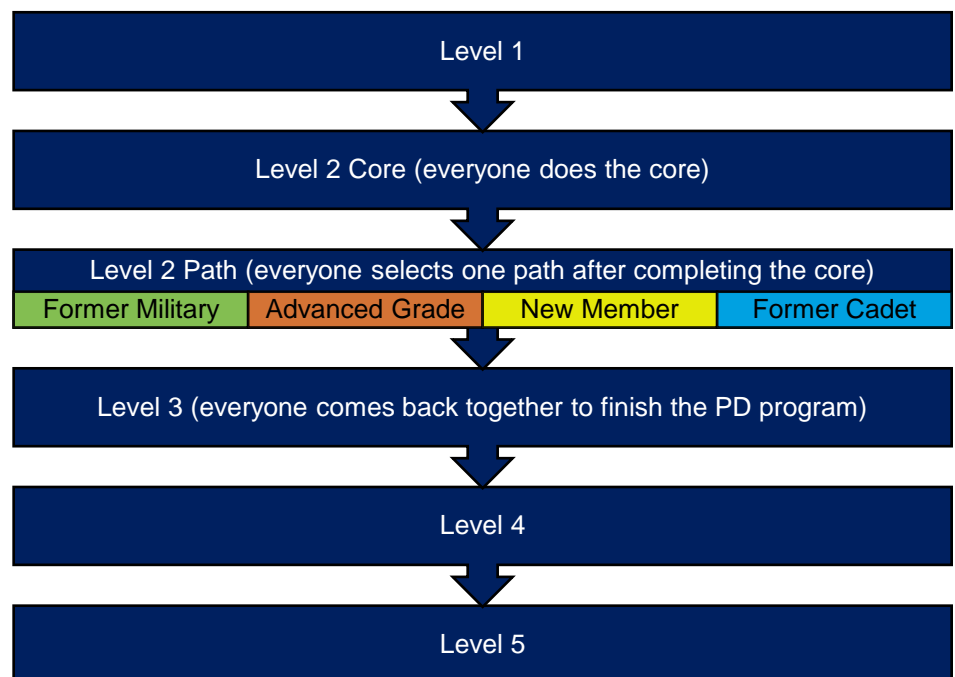 Level 1
Level 2 Core (everyone does the core)
Level 2 Path (everyone selects one path after completing the core)
Former Military
Advanced Grade
New Member
Former Cadet
Level 3 (everyone comes back together to finish the PD program)
Level 4
Level 5